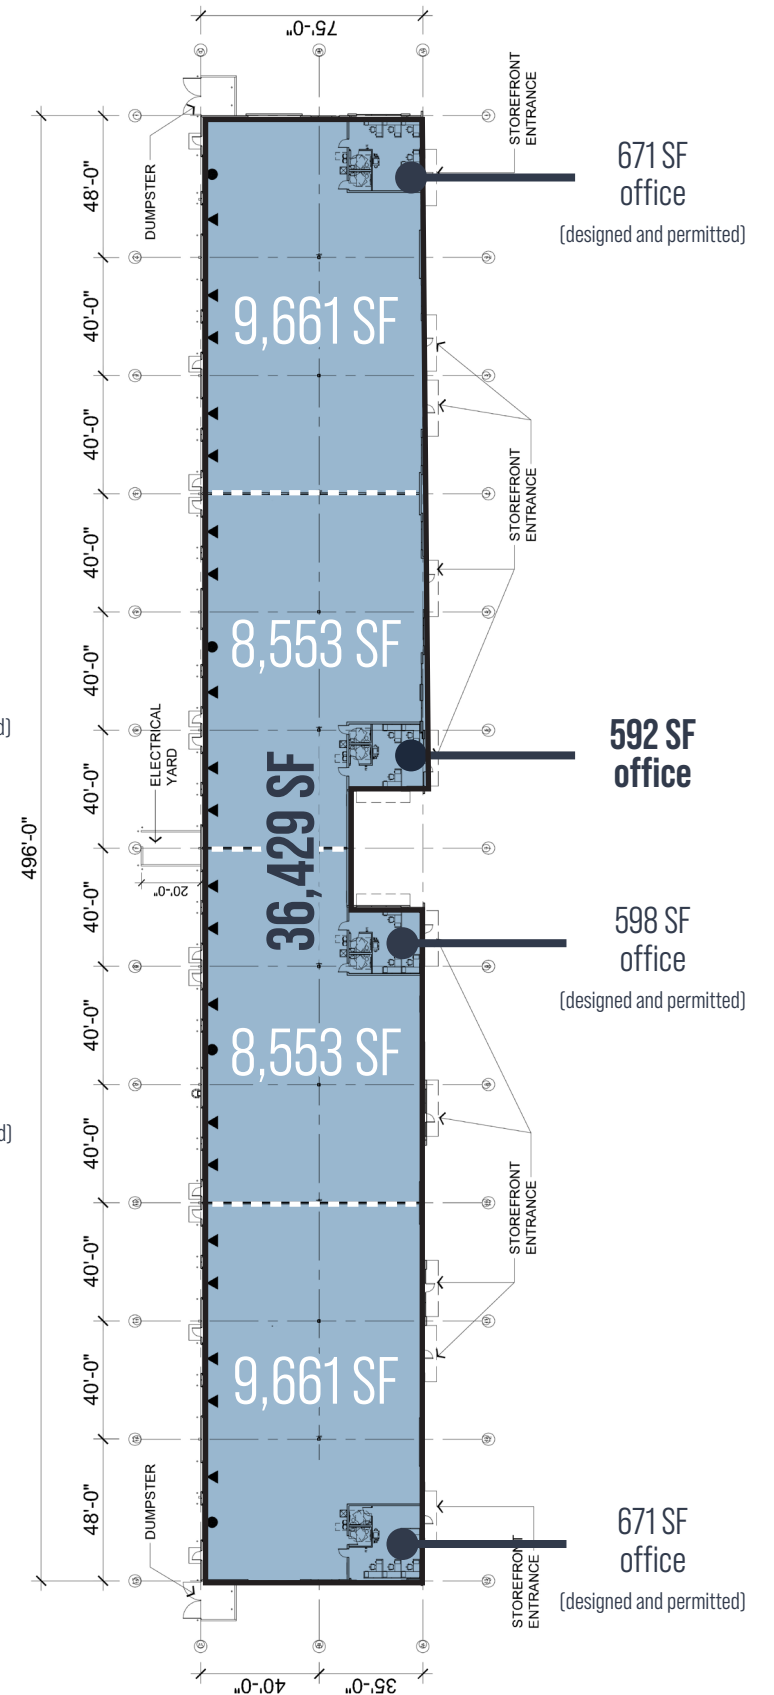 75'-0"
STOREFRONT
ENTRANCE
DUMPSTER
671 SF
office
(designed and permitted)
48'-0"
40'-0"
9,661 SF
40'-0"
STOREFRONT
ENTRANCE
40'-0"
8,553 SF
40'-0"
d)
ELECTRICAL
YARD
592 SF
office
40'-0"
36,429 SF
496'-0"
20'-0"
40'-0"
598 SF
office
(designed and permitted)
40'-0"
8,553 SF
d)
40'-0"
STOREFRONT
ENTRANCE
40'-0"
9,661 SF
40'-0"
DUMPSTER
48'-0"
671 SF
office
(designed and permitted)
STOREFRONT
ENTRANCE
40'-0"
35'-0"